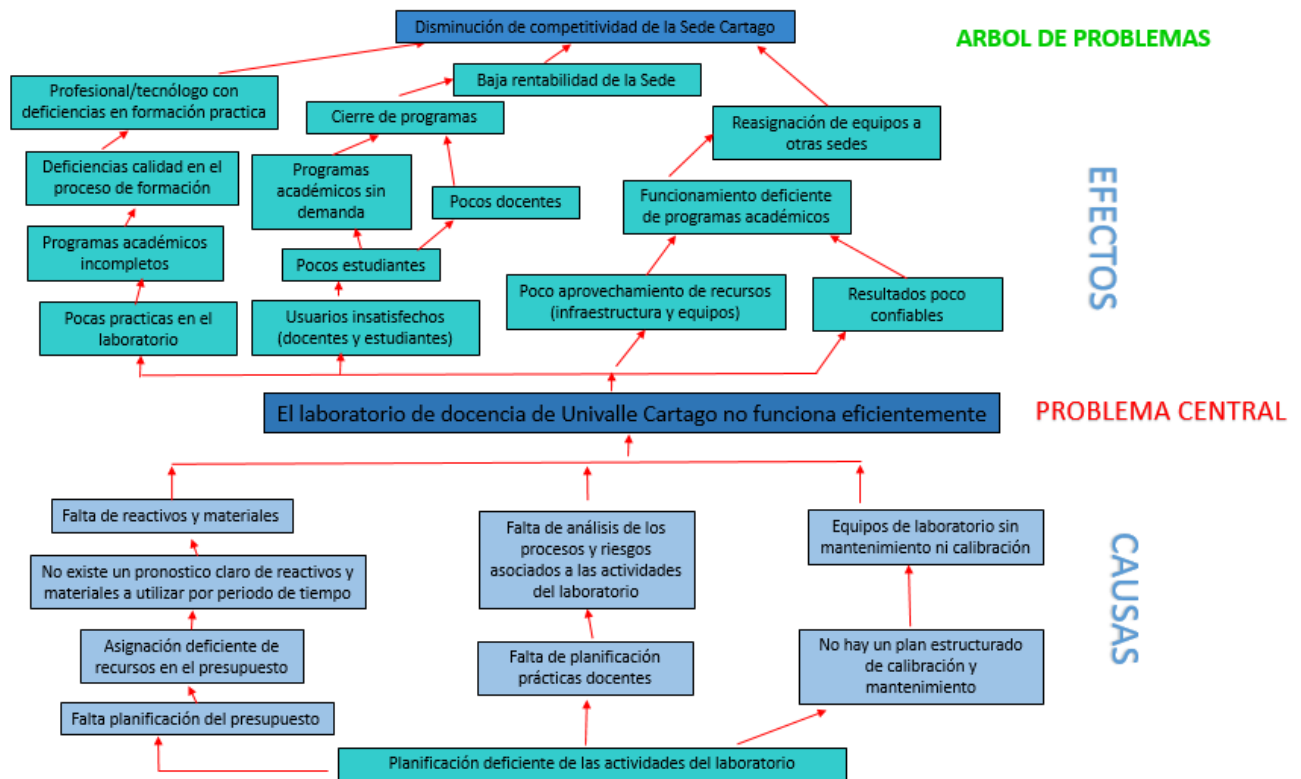 Disminución de competitividad de la Sede Cartago
ARBOL DE PROBLEMAS
Baja rentabilidad de la Sede
Profesional/tecnólogo con
deficiencias en formación practica
Cierre de programas
Reasignación de equipos a
otras sedes
Deficiencias calidad en el
proceso de formación
Programas
académicos sin
demanda
Pocos docentes
Funcionamiento deficiente
de programas académicos
EFECTOS
Programas académicos
incompletos
Pocos estudiantes
Poco aprovechamiento de recursos
(infraestructura y equipos)
Resultados poco
confiables
Pocas practicas en el
laboratorio
Usuarios insatisfechos
(docentes y estudiantes)
El laboratorio de docencia de Univalle Cartago no funciona eficientemente
PROBLEMA CENTRAL
Falta de reactivos y materiales
Falta de análisis de los
procesos y riesgos
asociados a las actividades
del laboratorio
Equipos de laboratorio sin
mantenimiento ni calibración
CAUSAS
No existe un pronostico claro de reactivos y
materiales a utilizar por periodo de tiempo
Asignación deficiente de
recursos en el presupuesto
Falta de planificación
prácticas docentes
No hay un plan estructurado
de calibración y
mantenimiento
Falta planificación del presupuesto
Planificación deficiente de las actividades del laboratorio